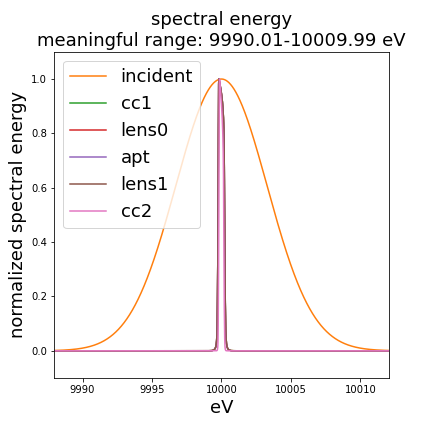 spectral energy
meaningful range: 9990.01-10009.99 eV
normalized spectral energy
1.0
0.8
0.6
0.4
0.2
0.0
incident
cc1
lens0
apt
lens1
cc2
9990 9995 10000 10005 10010
eV